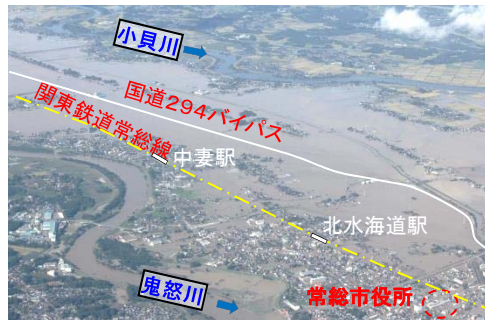 小貝川
国道294バイパス
関東鉄道常総線
中妻駅
北水海道駅
鬼怒川
常総市役所